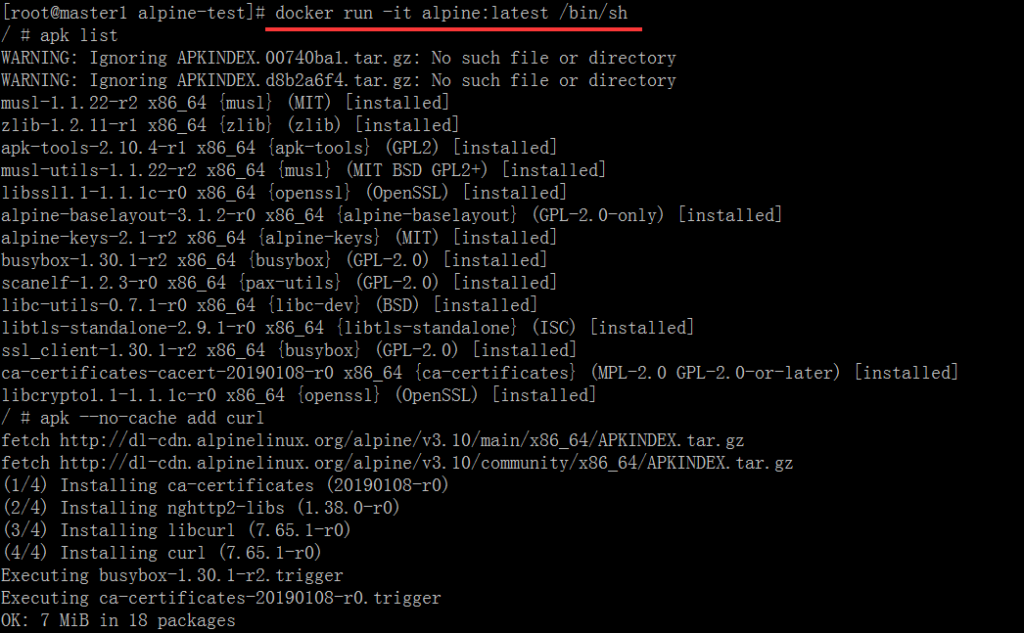 [root@master1 alpine-test]# docker run -it alpine:latest /bin/sh
/ # apk list
WARNING: Ignoring APKINDEX.00740ba1.tar.gz: No such file or directory
WARNING: Ignoring APKINDEX.d8b2a6f4.tar.gz: No such file or directory
musl-1.1.22-r2 x86_64 {musl} (MIT) [installed]
zlib-1.2.11-r1 x86_64 {zlib} (zlib) [installed]
apk-tools-2.10.4-r1 x86_64 {apk-tools} (GPL2) [installed]
musl-utils-1.1.22-r2 x86_64 {musl} (MIT BSD GPL2+) [installed]
libssl1.1-1.1.1c-r0 x86_64 {openssl} (OpenSSL) [installed]
alpine-baselayout-3.1.2-r0 x86_64 {alpine-baselayout} (GPL-2.0-only) [installed]
alpine-keys-2.1-r2 x86_64 {alpine-keys} (MIT) [installed]
busybox-1.30.1-r2 x86_64 {busybox} (GPL-2.0) [installed]
scanelf-1.2.3-r0 x86_64 {pax-utils} (GPL-2.0) [installed]
libc-utils-0.7.1-r0 x86_64 {libc-dev} (BSD) [installed]
libtls-standalone-2.9.1-r0 x86_64 {libtls-standalone} (ISC) [installed]
ssl_client-1.30.1-r2 x86_64 {busybox} (GPL-2.0) [installed]
ca-certificates-cacert-20190108-r0 x86_64 {ca-certificates} (MPL-2.0 GPL-2.0-or-later) [installed]
libcrypto1.1-1.1.1c-r0 x86_64 {openssl} (OpenSSL) [installed]
/ # apk --no-cache add curl
fetch http://dl-cdn.alpinelinux.org/alpine/v3.10/main/x86_64/APKINDEX.tar.gz
fetch http://dl-cdn.alpinelinux.org/alpine/v3.10/community/x86_64/APKINDEX.tar.gz
(1/4) Installing ca-certificates (20190108-r0)
(2/4) Installing nghttp2-libs (1.38.0-r0)
(3/4) Installing libcurl (7.65.1-r0)
(4/4) Installing curl (7.65.1-r0)
Executing busybox-1.30.1-r2.trigger
Executing ca-certificates-20190108-r0.trigger
OK: 7 MiB in 18 packages